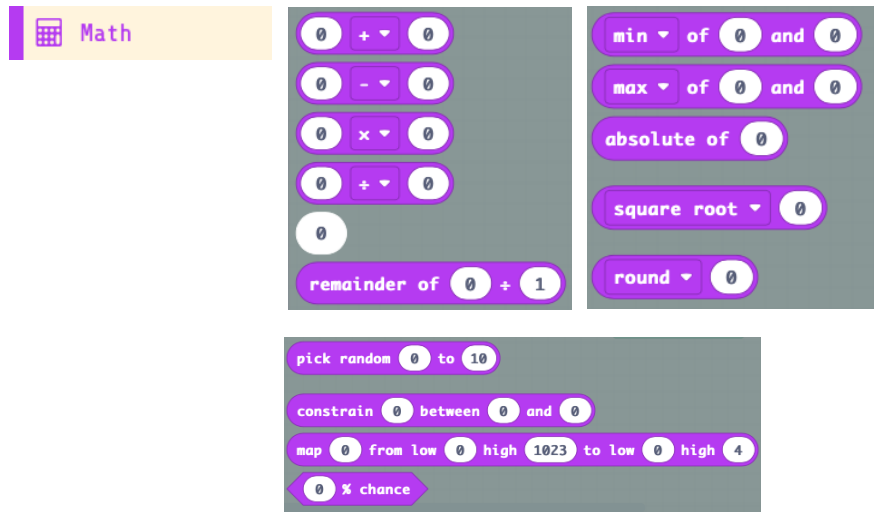 Math
0 + 0
0 - 0
0 × 0
0 ÷ 0
0
remainder of 0 ÷ 1
min of 0 and 0
max of 0 and 0
absolute of 0
square root 0
round 0
pick random 0 to 10
constrain 0 between 0 and 0
map 0 from low 0 high 1023 to low 0 high 4
0 % chance